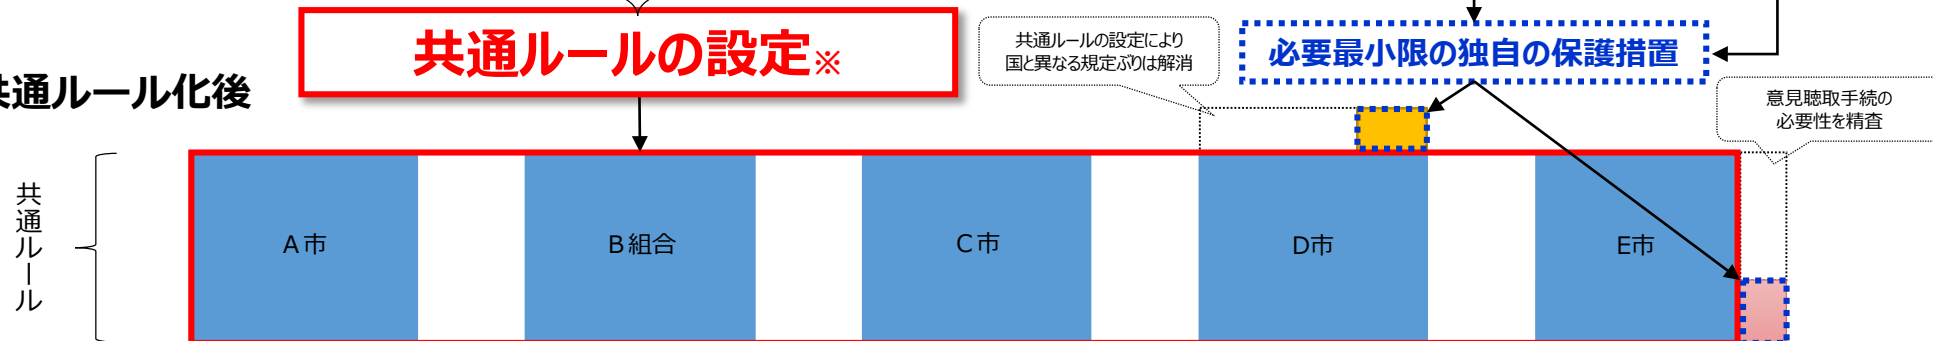 共通ルールの設定※
共通ルールの設定により
国と異なる規定ぶりは解消
必要最小限の独自の保護措置
通ルール化後
意見聴取手続の
必要性を精査
共通ルール
A市
B組合
C市
D市
E市